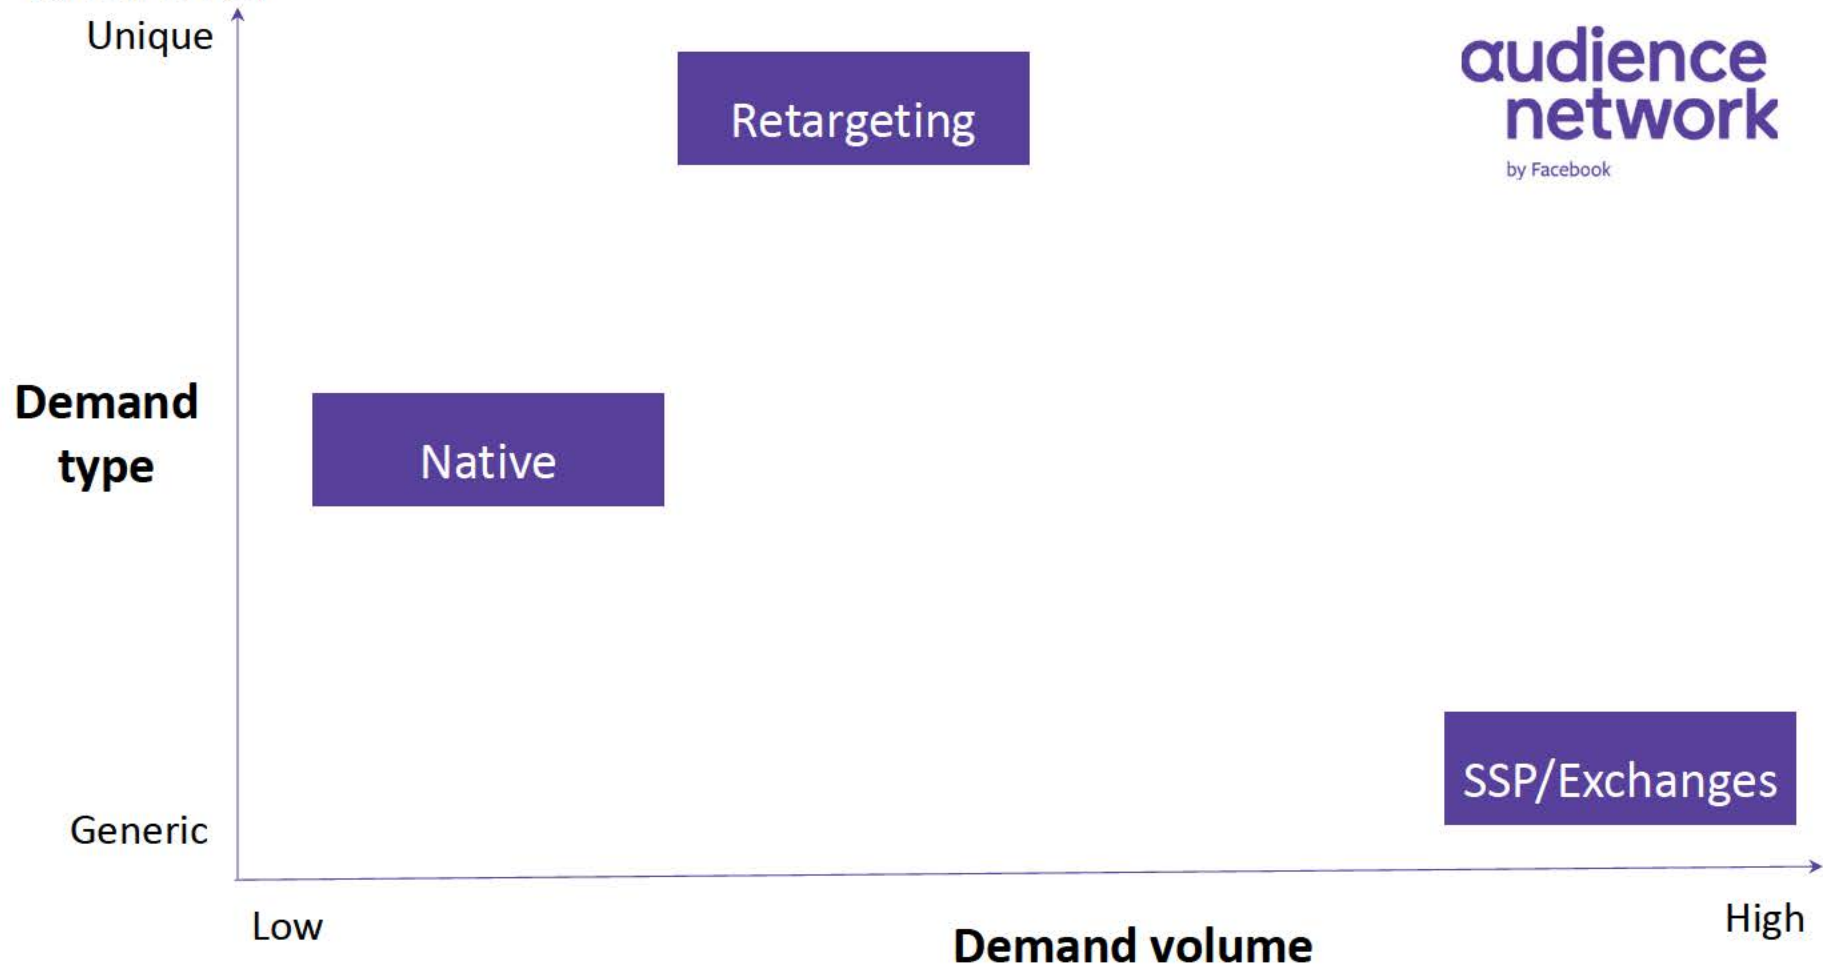 Unique
Retargeting
audience
network
by Facebook
Demand
type
Native
SSP/Exchanges
Generic
Low
High
Demand volume